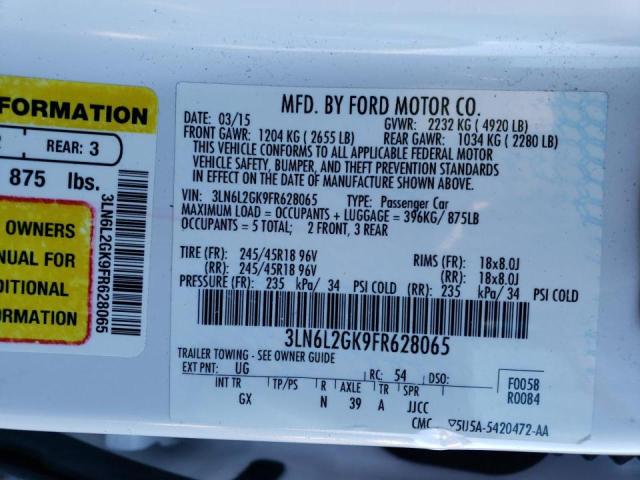 FORMATION
REAR: 3
875 lbs.
OWNERS
NUAL FOR
DITIONAL
FORMATION
3LN6L2GK9FR628065
MFD. BY FORD MOTOR CO.
DATE: 03/15 GVWR: 2232 KG ( 4920 LB)
FRONT GAWR: 1204 KG ( 2655 LB) REAR GAWR: 1034 KG ( 2280 LB)
THIS VEHICLE CONFORMS TO ALL APPLICABLE FEDERAL MOTOR
VEHICLE SAFETY, BUMPER, AND THEFT PREVENTION STANDARDS
IN EFFECT ON THE DATE OF MANUFACTURE SHOWN ABOVE.
VIN: 3LN6L2GK9FR628065 TYPE: Passenger Car
MAXIMUM LOAD = OCCUPANTS + LUGGAGE = 396KG/ 875LB
OCCUPANTS = 5 TOTAL; 2 FRONT, 3 REAR
TIRE (FR): 245/45R18 96V RIMS (FR): 18x8.0J
(RR): 245/45R18 96V (RR): 18x8.0J
PRESSURE (FR): 235 kPa/ 34 PSI COLD (RR): 235 kPa/ 34 PSI COLD
3LN6L2GK9FR628065
TRAILER TOWING - SEE OWNER GUIDE
EXT PNT: UG RC: 54 DSO: F0058
INT TR TP/PS R AXLE TR SPR R0084
GX N 39 A JJCC
CMC ▽5U5A-5420472-AA